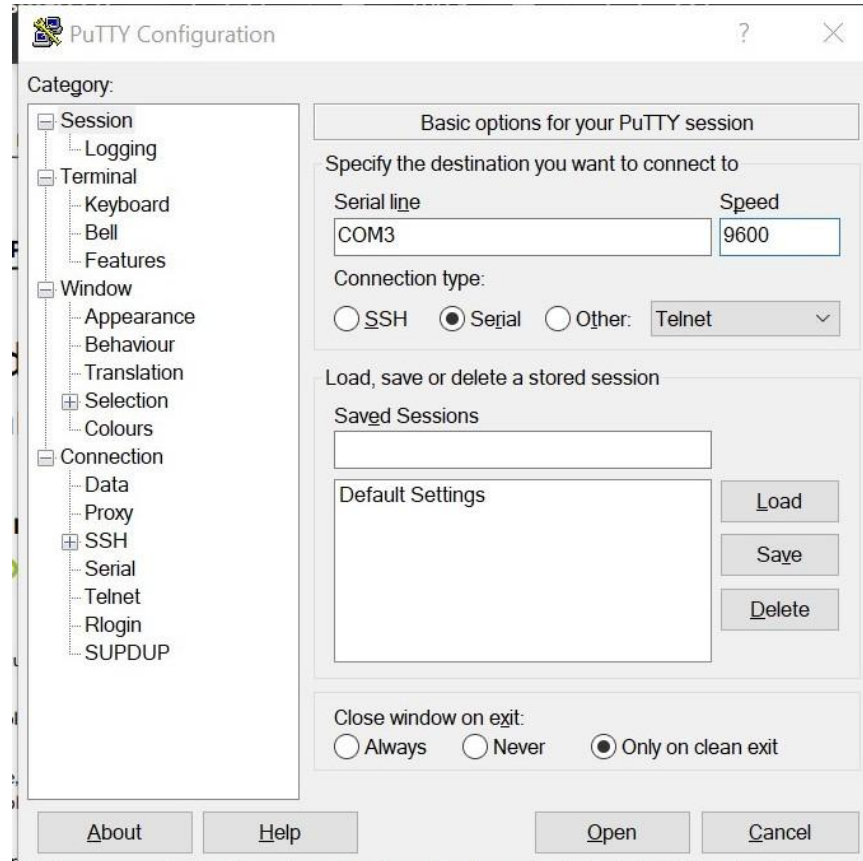 PuTTY Configuration
Category:
Session
Logging
Terminal
Keyboard
Bell
Features
Window
Appearance
Behaviour
Translation
Selection
Colours
Connection
Data
Proxy
SSH
Serial
Telnet
Rlogin
SUPDUP
Basic options for your PuTTY session
Specify the destination you want to connect to
Serial line Speed
COM3 9600
Connection type:
SSH Serial Other: Telnet
Load, save or delete a stored session
Saved Sessions
Default Settings
Load
Save
Delete
Close window on exit:
Always Never Only on clean exit
About Help Open Cancel